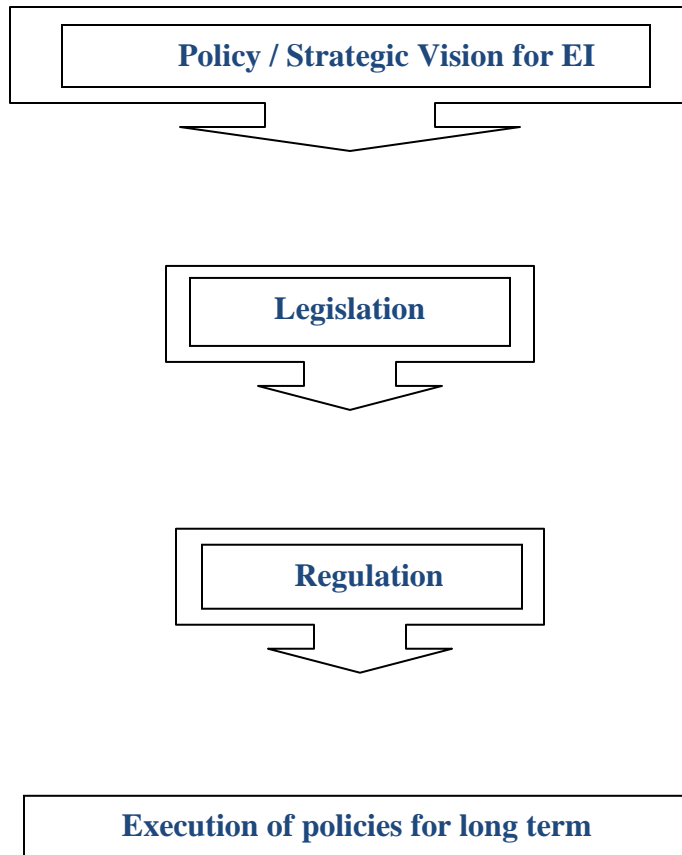 Policy / Strategic Vision for EI
Legislation
Regulation
Execution of policies for long term